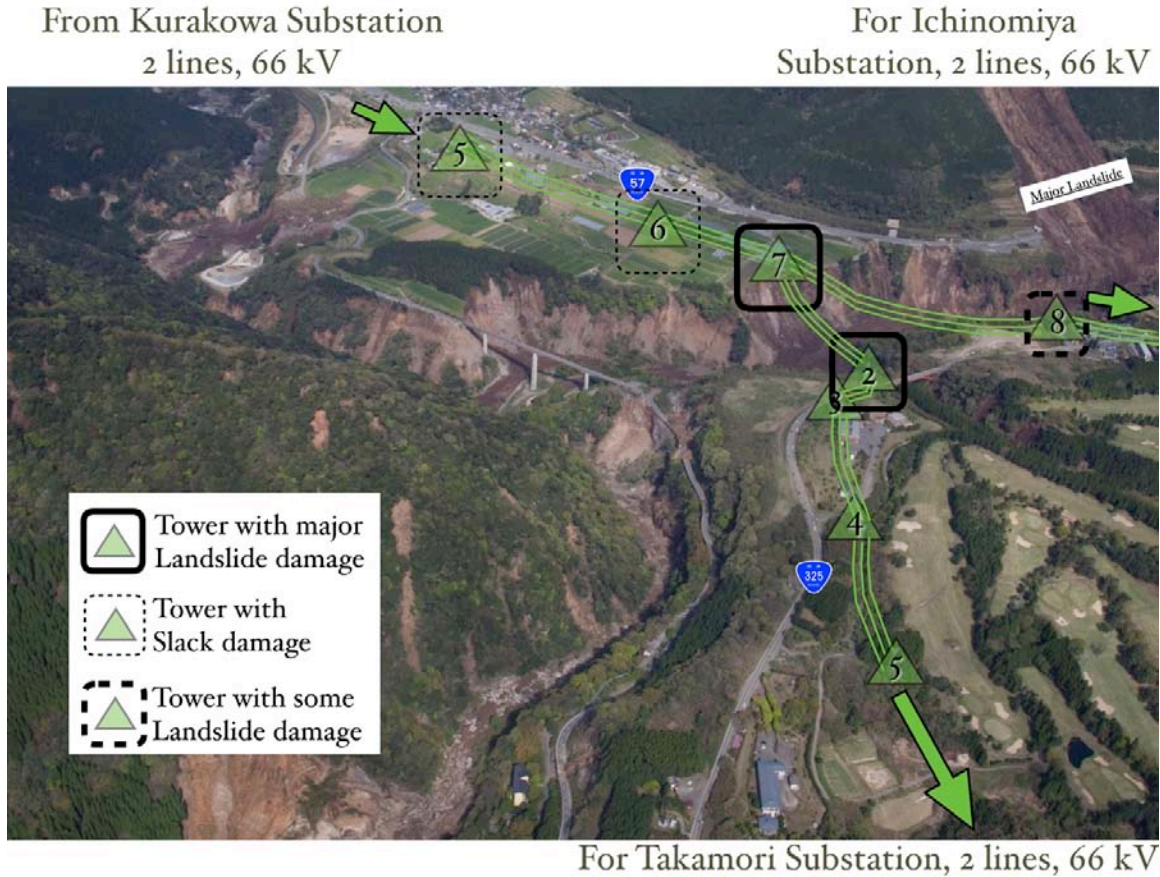 From Kurakowa Substation
2 lines, 66 kV
For Ichinomiya
Substation, 2 lines, 66 kV
5
57
Major Landslide
6
7
8
2
3
4
325
5
Tower with major
Landslide damage
Tower with
Slack damage
Tower with some
Landslide damage
For Takamori Substation, 2 lines, 66 kV